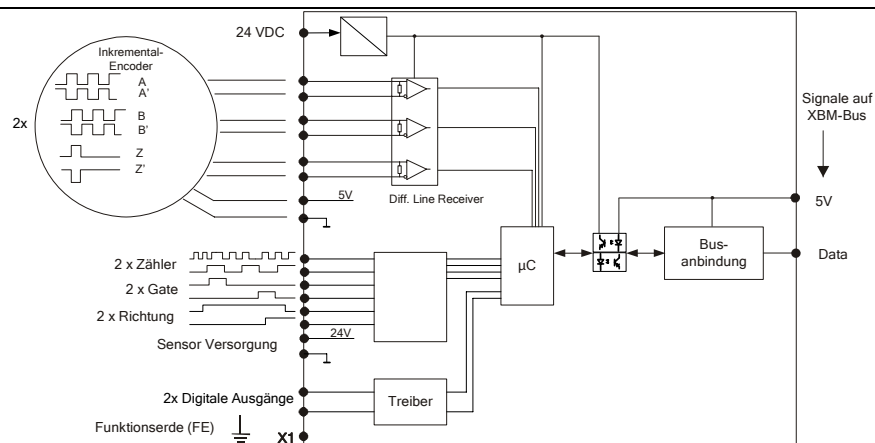 24 VDC
Inkremental-
Encoder
A
A'
B
B'
Z
Z'
2x
5V
Diff. Line Receiver
Signale auf
XBM-Bus
5V
µC
Bus-
anbindung
Data
2 x Zähler
2 x Gate
2 x Richtung
24V
Sensor Versorgung
2x Digitale Ausgänge
Treiber
Funktionserde (FE)
X1